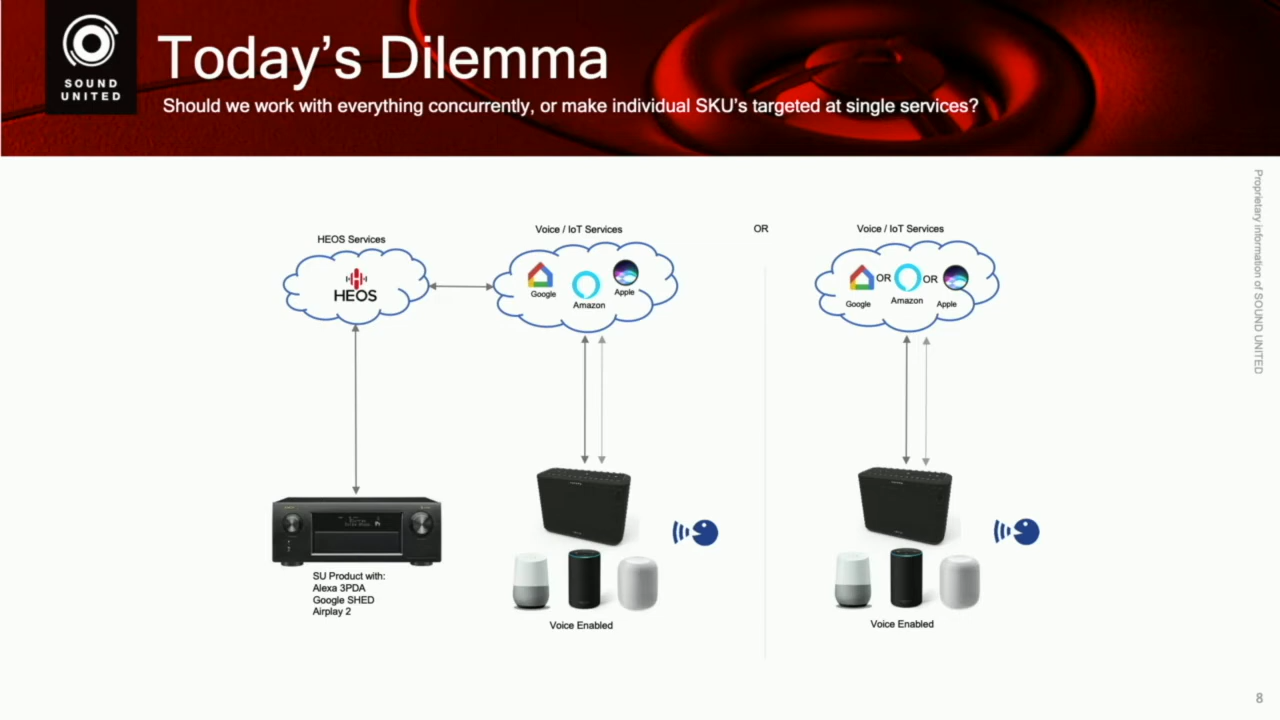 SOUND
UNITED
Today's Dilemma
Should we work with everything concurrently, or make individual SKU's targeted at single services?
HEOS Services
HEOS
Voice / IoT Services
Google
Amazon
Apple
OR
Voice / IoT Services
OR
OR
Google
Amazon
Apple
SU Product with:
Alexa 3PDA
Google SHED
Airplay 2
Voice Enabled
Voice Enabled
Proprietary information of SOUND UNITED
8